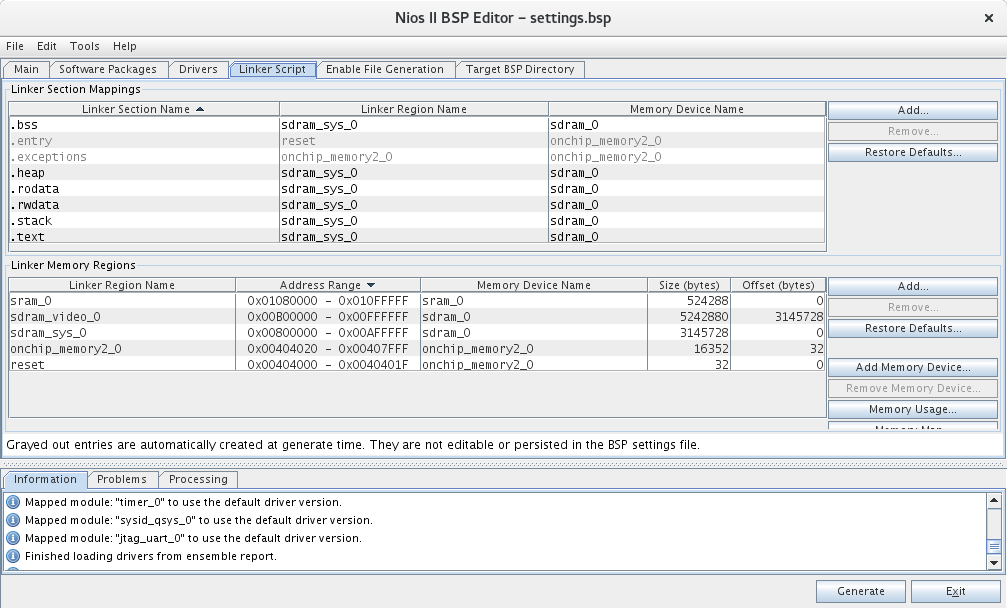 Nios II BSP Editor – settings.bsp
File Edit Tools Help
Main Software Packages Drivers Linker Script Enable File Generation Target BSP Directory
Linker Section Mappings
Linker Section Name Linker Region Name Memory Device Name
.bss sdram_sys_0 sdram_0
.entry reset onchip_memory2_0
.exceptions onchip_memory2_0 onchip_memory2_0
.heap sdram_sys_0 sdram_0
.rodata sdram_sys_0 sdram_0
.rwdata sdram_sys_0 sdram_0
.stack sdram_sys_0 sdram_0
.text sdram_sys_0 sdram_0
Add...
Remove...
Restore Defaults...
Linker Memory Regions
Linker Region Name Address Range Memory Device Name Size (bytes) Offset (bytes)
sram_0 0x01080000 - 0x010FFFFF sram_0 524288 0
sdram_video_0 0x00B00000 - 0x00FFFFFF sdram_0 5242880 3145728
sdram_sys_0 0x00800000 - 0x00AFFFFF sdram_0 3145728 0
onchip_memory2_0 0x00404020 - 0x00407FFF onchip_memory2_0 16352 32
reset 0x00404000 - 0x0040401F onchip_memory2_0 32 0
Add...
Remove...
Restore Defaults...
Add Memory Device...
Remove Memory Device...
Memory Usage...
Memory Map...
Grayed out entries are automatically created at generate time. They are not editable or persisted in the BSP settings file.
Information Problems Processing
Mapped module: "timer_0" to use the default driver version.
Mapped module: "sysid_qsys_0" to use the default driver version.
Mapped module: "jtag_uart_0" to use the default driver version.
Finished loading drivers from ensemble report.
Generate Exit